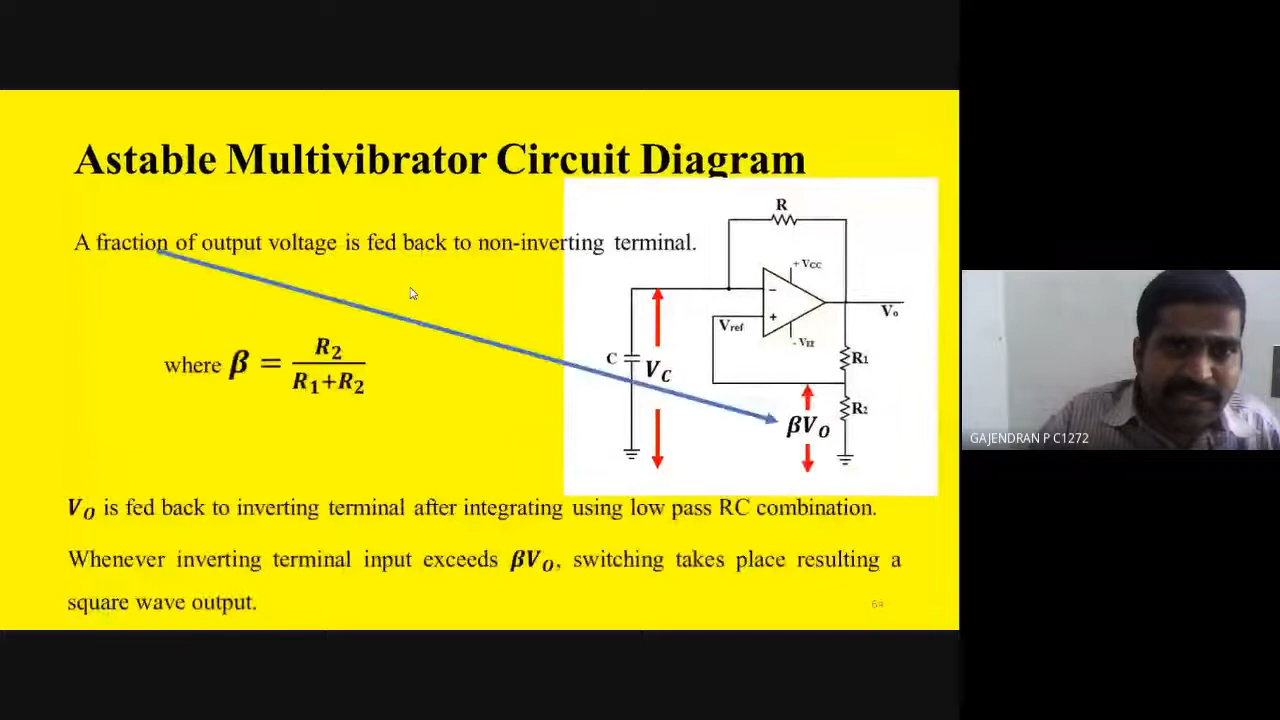 Astable Multivibrator Circuit Diagram
A fraction of output voltage is fed back to non-inverting terminal.
where β = R₂ / (R₁+R₂)
R
+ VCC
−
+
Vref
- VEE
Vo
C
VC
R1
R2
βVO
VO is fed back to inverting terminal after integrating using low pass RC combination.
Whenever inverting terminal input exceeds βVO, switching takes place resulting a
square wave output.
GAJENDRAN P C1272